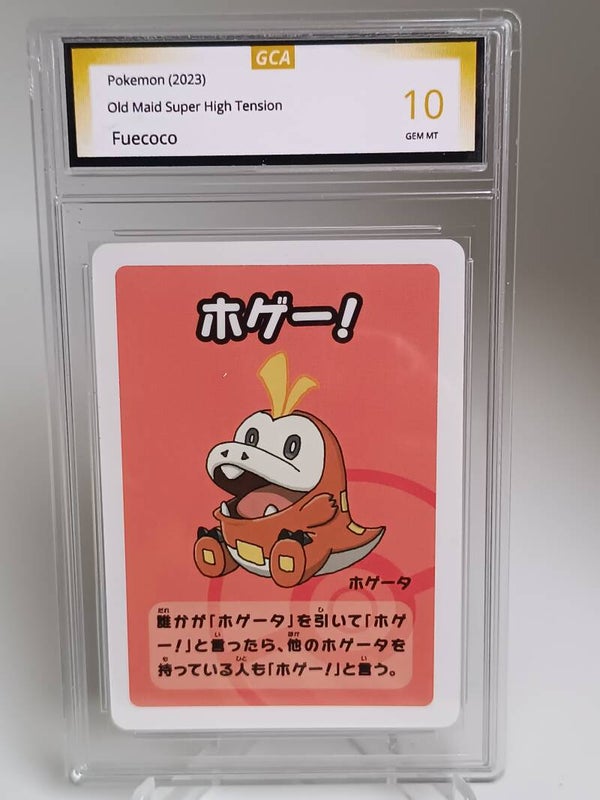 GCA
Pokemon (2023)
Old Maid Super High Tension
10
Fuecoco
GEM MT
ホゲー!
ホゲータ
誰かが「ホゲータ」を引いて「ホゲ
ー!」と言ったら、他のホゲータを
持っている人も「ホゲー!」と言う。